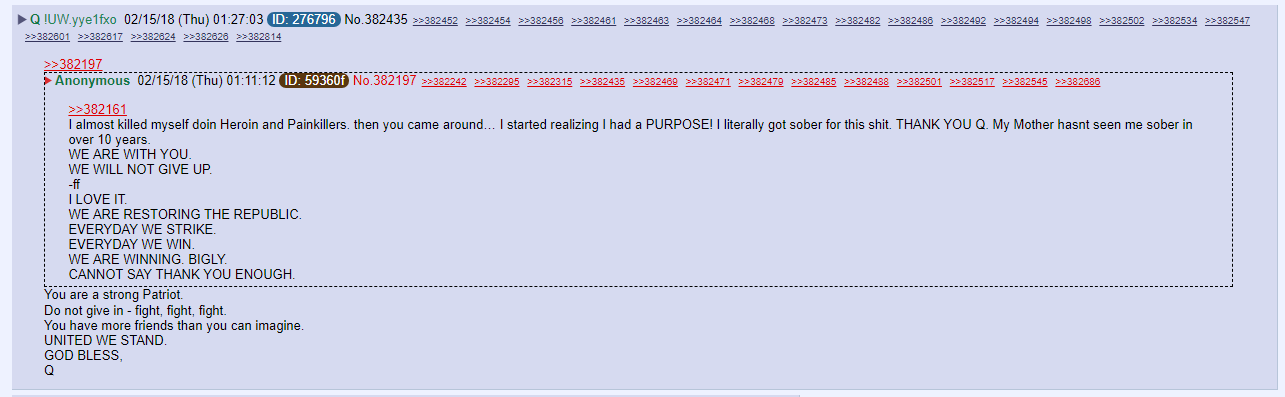 ▶ Q !UW.yye1fxo 02/15/18 (Thu) 01:27:03 ID: 276796 No.382435 >>382452 >>382454 >>382456 >>382461 >>382463 >>382464 >>382468 >>382473 >>382482 >>382486 >>382492 >>382494 >>382498 >>382502 >>382534 >>382547
>>382601 >>382617 >>382624 >>382626 >>382814
>>382197
▶ Anonymous 02/15/18 (Thu) 01:11:12 ID: 59360f No.382197 >>382242 >>382295 >>382315 >>382435 >>382469 >>382471 >>382479 >>382485 >>382488 >>382501 >>382517 >>382545 >>382686
>>382161
I almost killed myself doin Heroin and Painkillers. then you came around... I started realizing I had a PURPOSE! I literally got sober for this shit. THANK YOU Q. My Mother hasnt seen me sober in
over 10 years.
WE ARE WITH YOU.
WE WILL NOT GIVE UP.
-ff
I LOVE IT.
WE ARE RESTORING THE REPUBLIC.
EVERYDAY WE STRIKE.
EVERYDAY WE WIN.
WE ARE WINNING. BIGLY.
CANNOT SAY THANK YOU ENOUGH.
You are a strong Patriot.
Do not give in - fight, fight, fight.
You have more friends than you can imagine.
UNITED WE STAND.
GOD BLESS,
Q